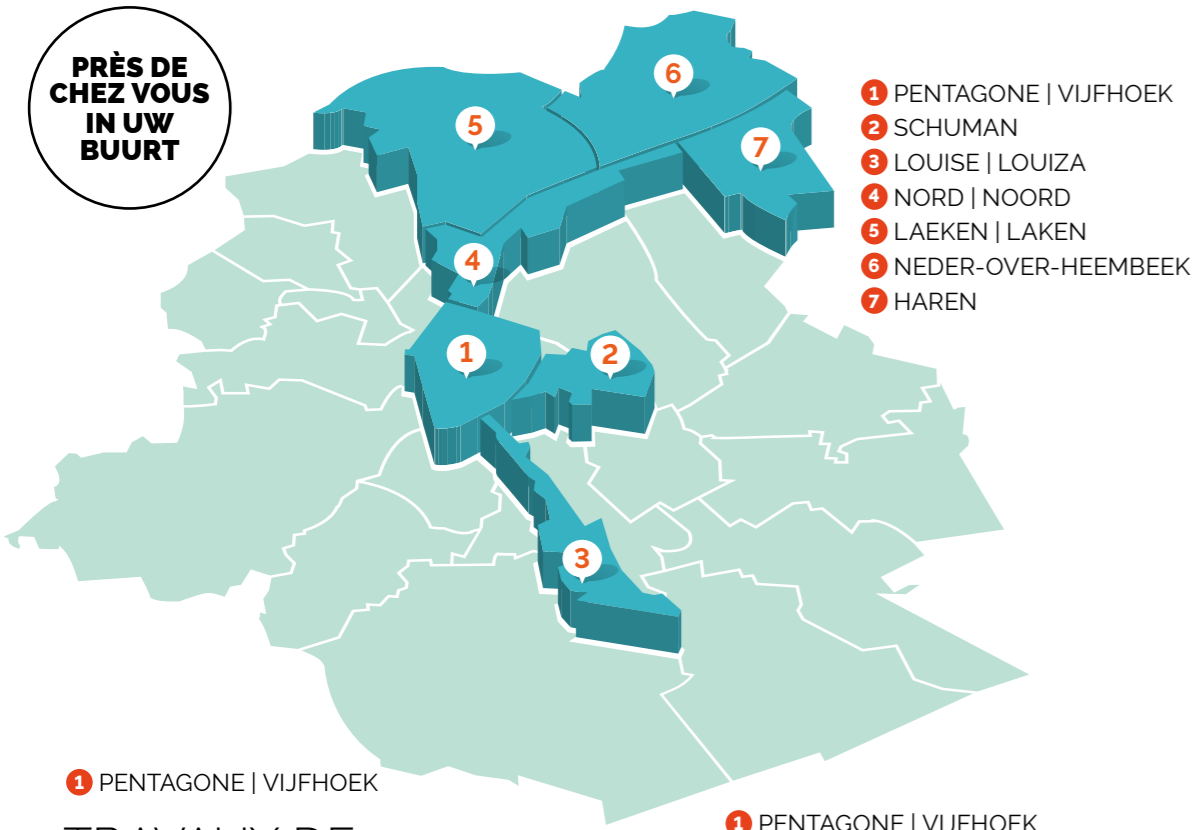 PRÈS DE
CHEZ VOUS
IN UW
BUURT
6
5
7
4
1
2
3
1 PENTAGONE | VIJFHOEK
2 SCHUMAN
3 LOUISE | LOUIZA
4 NORD | NOORD
5 LAEKEN | LAKEN
6 NEDER-OVER-HEEMBEEK
7 HAREN
1 PENTAGONE | VIJFHOEK
TRAVAUX DE
1 PENTAGONE | VIJFHOEK